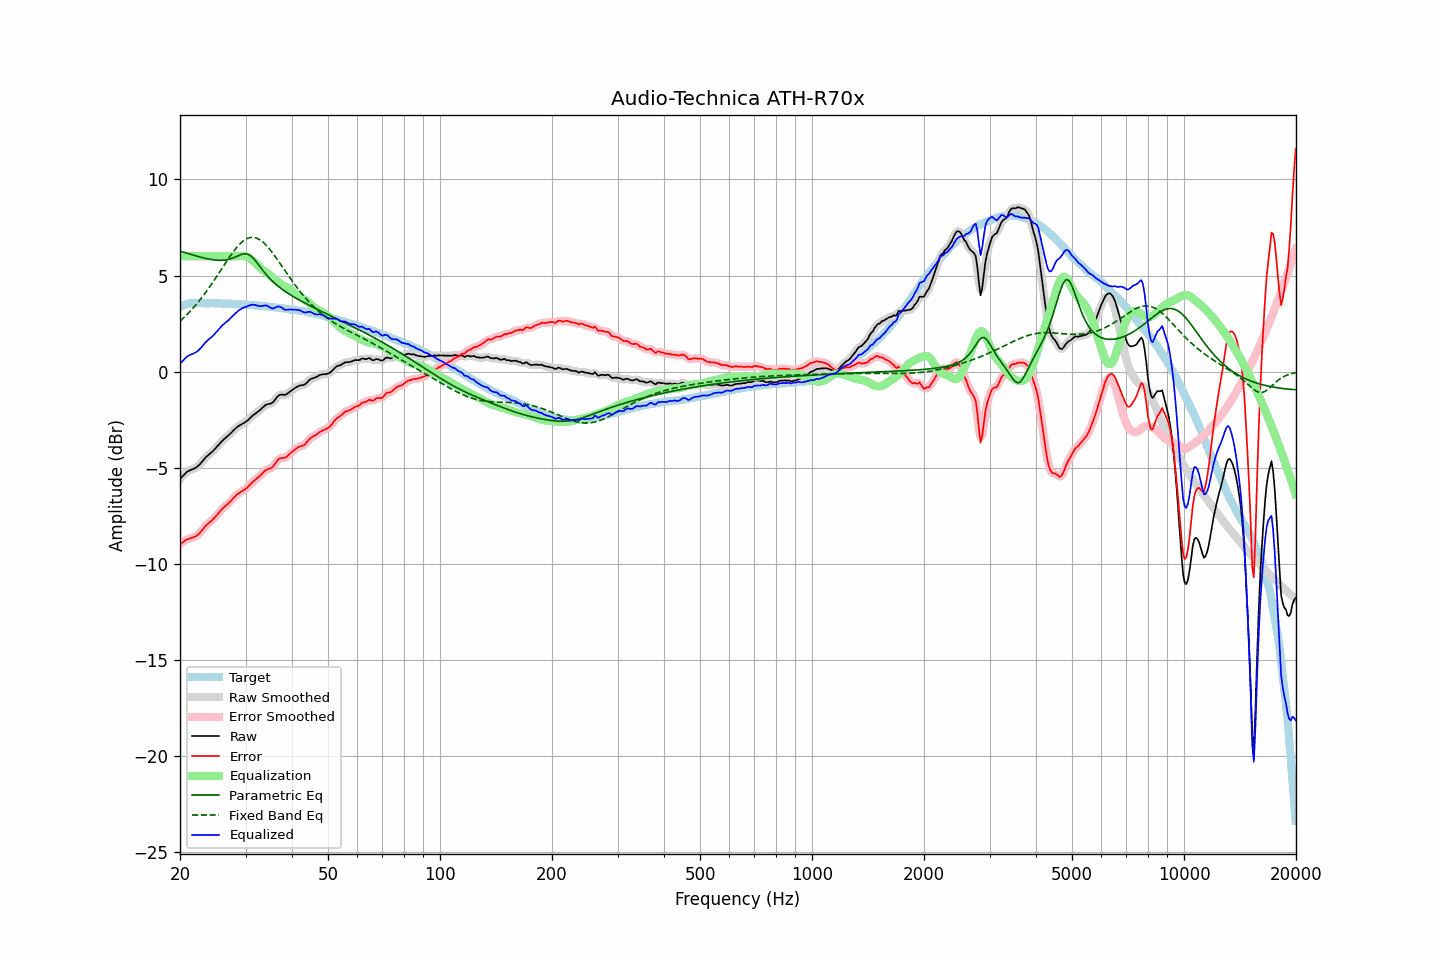 Audio-Technica ATH-R70x
Amplitude (dBr)
10
5
0
−5
−10
−15
−20
−25
Target
Raw Smoothed
Error Smoothed
Raw
Error
Equalization
Parametric Eq
Fixed Band Eq
Equalized
20 50 100 200 500 1000 2000 5000 10000 20000
Frequency (Hz)